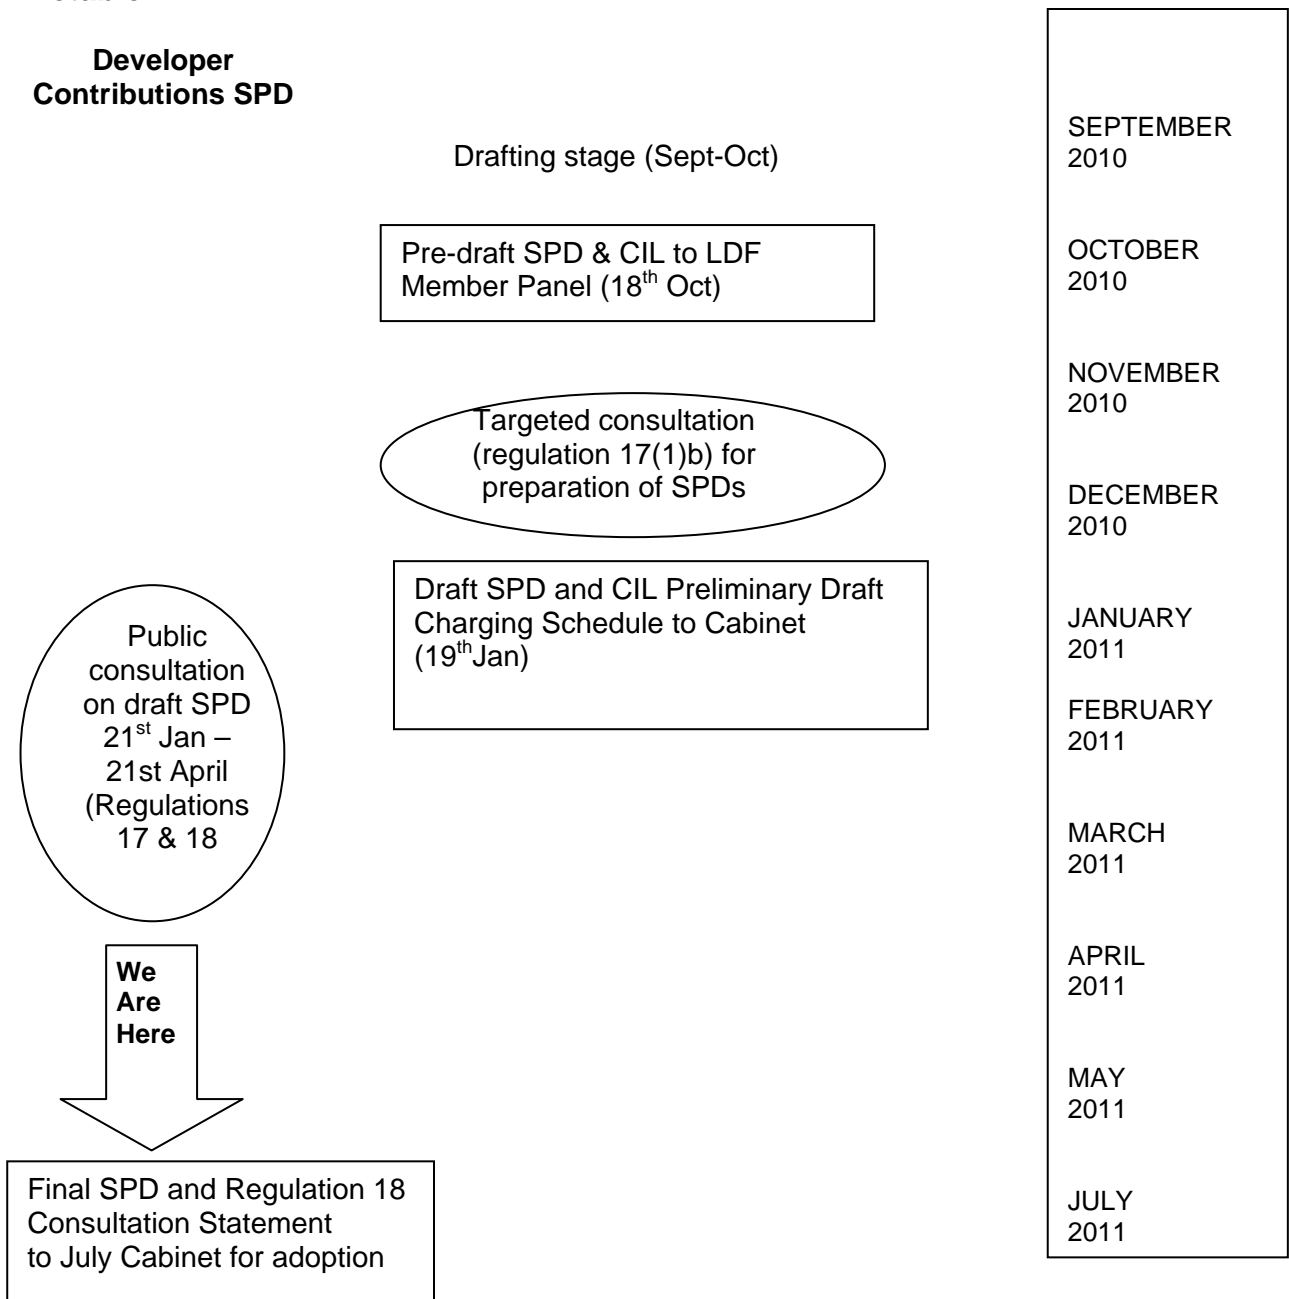 Developer
Contributions SPD
Drafting stage (Sept-Oct)
Pre-draft SPD & CIL to LDF
Member Panel (18th Oct)
Targeted consultation
(regulation 17(1)b) for
preparation of SPDs
Draft SPD and CIL Preliminary Draft
Charging Schedule to Cabinet
(19thJan)
Public
consultation
on draft SPD
21st Jan –
21st April
(Regulations
17 & 18
We
Are
Here
Final SPD and Regulation 18
Consultation Statement
to July Cabinet for adoption
SEPTEMBER
2010
OCTOBER
2010
NOVEMBER
2010
DECEMBER
2010
JANUARY
2011
FEBRUARY
2011
MARCH
2011
APRIL
2011
MAY
2011
JULY
2011